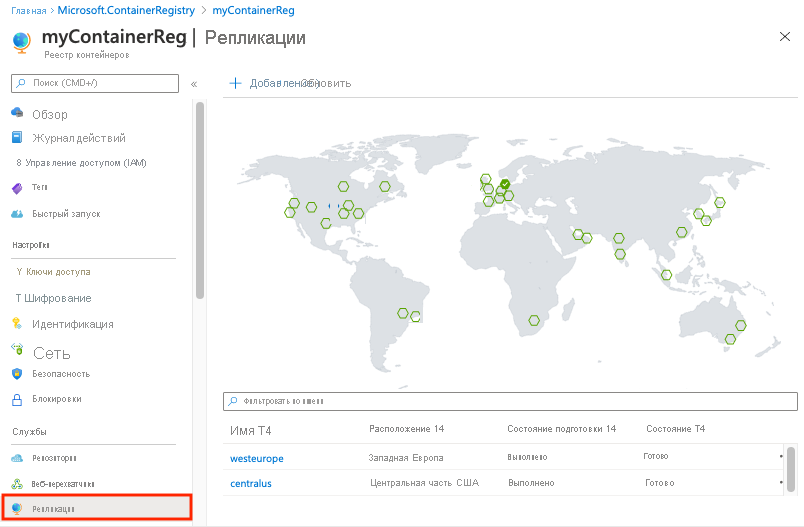 Главная > Microsoft.ContainerRegistry > myContainerReg
myContainerReg | Репликации
Реестр контейнеров
Поиск (CMD+/)
«
+ Добавление
Обновить
Обзор
Журнал действий
8 Управление доступом (IAM)
Теги
Быстрый запуск
Настройки
Y Ключи доступа
T Шифрование
Идентификация
Сеть
Безопасность
Блокировки
Службы
Репозитории
Веб-перехватчики
Репликации
Фильтровать по имени
Имя T4 Расположение 14 Состояние подготовки 14 Состояние T4
westeurope Западная Европа Выполнено Готово
centralus Центральная часть США Выполнено Готово